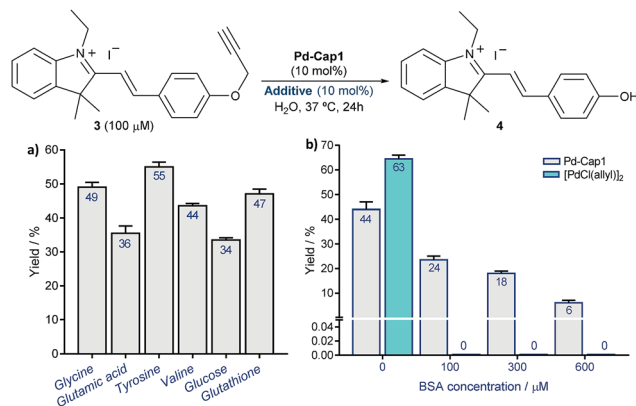 N⁺ I⁻
O
3 (100 µM)
Pd-Cap1
(10 mol%)
Additive (10 mol%)
H₂O, 37 ºC, 24h
N⁺ I⁻
OH
4
a)
Yield / %
60
50
40
30
20
10
0
49
36
55
44
34
47
Glycine
Glutamic acid
Tyrosine
Valine
Glucose
Glutathione
b)
Yield / %
70
60
50
40
30
20
10
0.04
0.02
0.00
Pd-Cap1
[PdCl(allyl)]₂
44
63
24
0
18
0
6
0
0
100
300
600
BSA concentration / µM